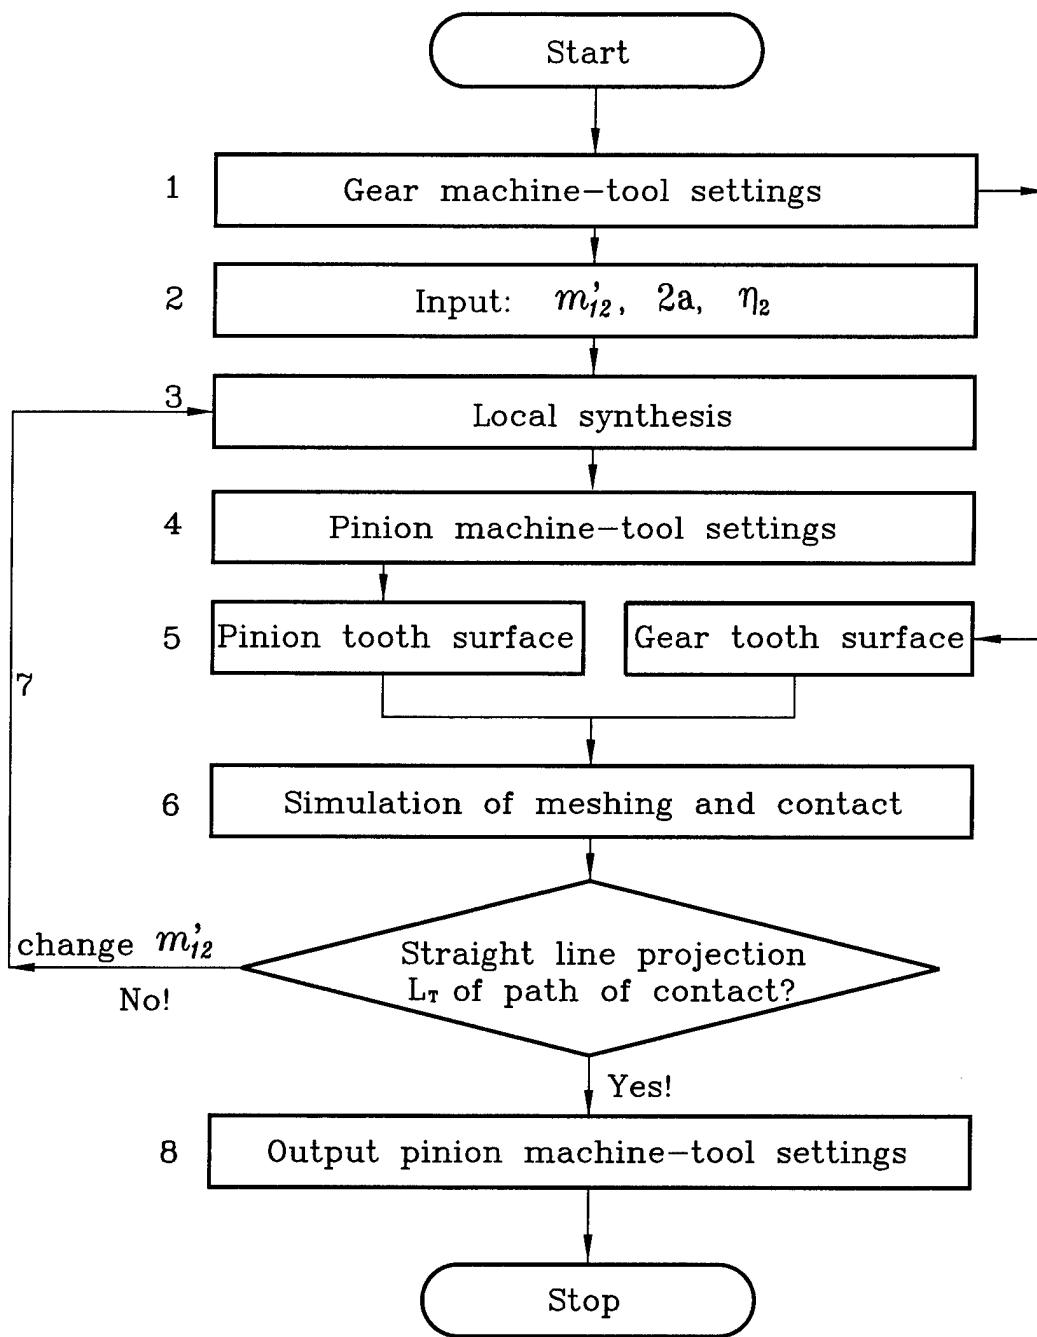 Start
1 Gear machine-tool settings
2 Input: m'₁₂, 2a, η₂
3 Local synthesis
4 Pinion machine-tool settings
5 Pinion tooth surface Gear tooth surface
7
6 Simulation of meshing and contact
change m'₁₂
No!
Straight line projection
L_T of path of contact?
Yes!
8 Output pinion machine-tool settings
Stop